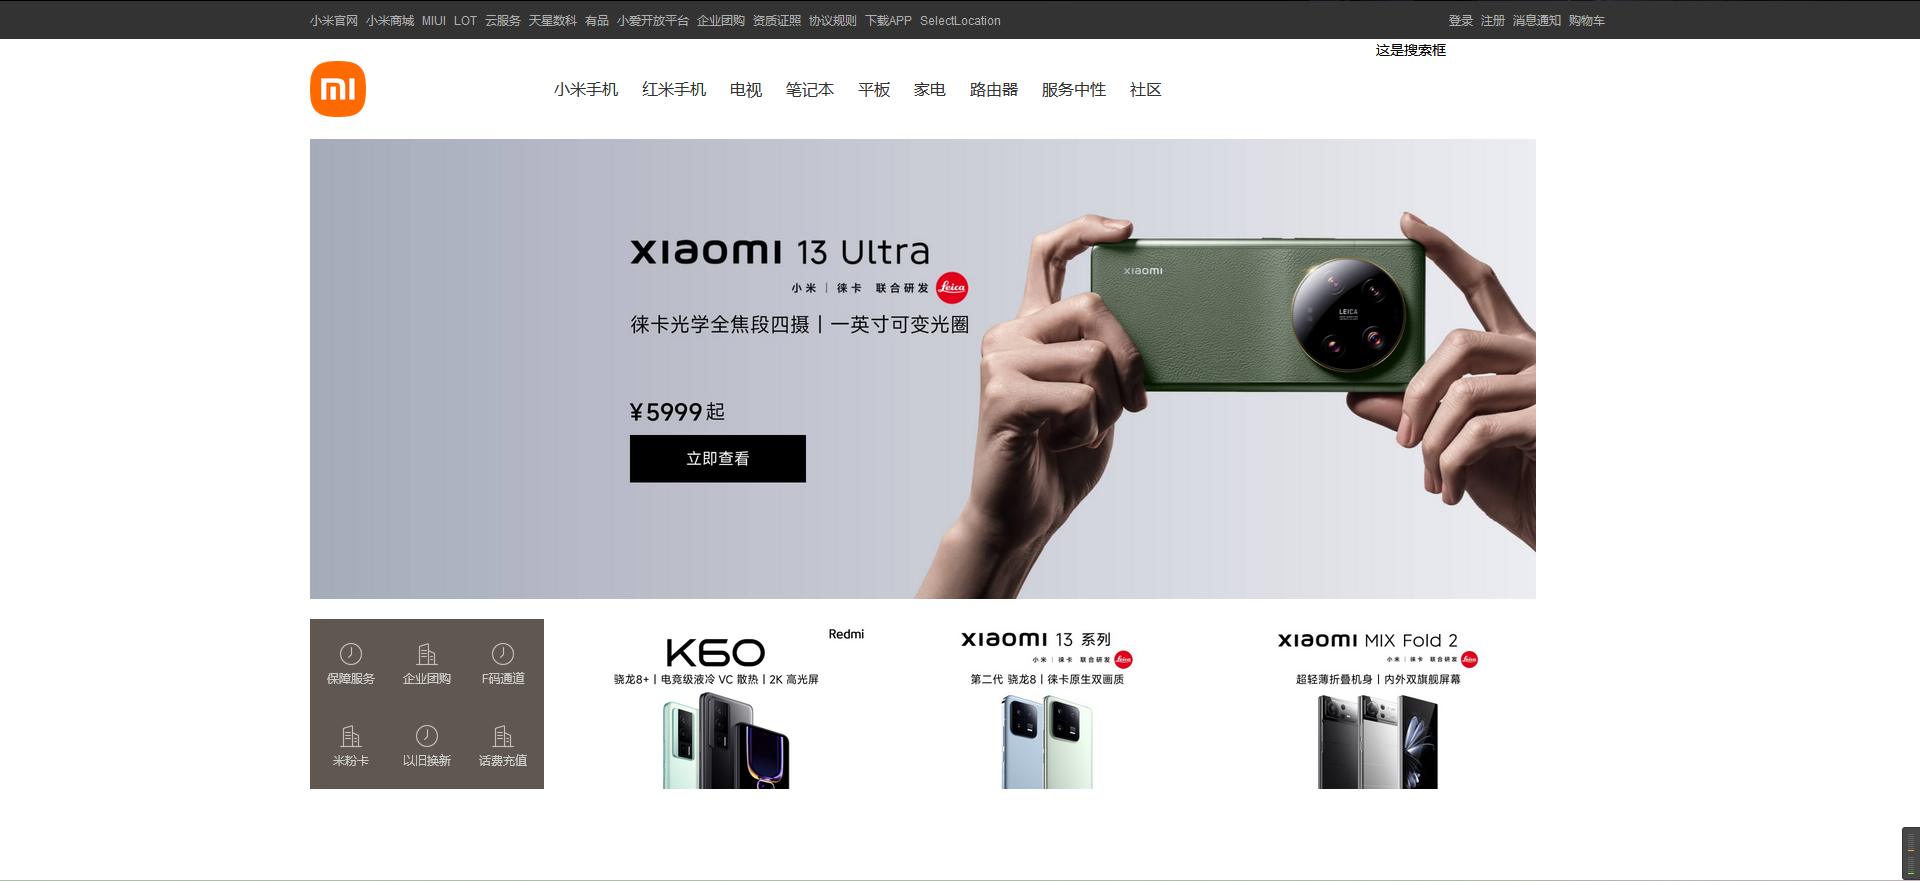 小米官网 小米商城 MIUI LOT 云服务 天星数科 有品 小爱开放平台 企业团购 资质证照 协议规则 下载APP SelectLocation 登录 注册 消息通知 购物车
这是搜索框
小米手机 红米手机 电视 笔记本 平板 家电 路由器 服务中性 社区
xiaomi 13 Ultra
小米 | 徕卡 联合研发 Leica
徕卡光学全焦段四摄丨一英寸可变光圈
xiaomi
LEICA
¥5999起
立即查看
保障服务 企业团购 F码通道
米粉卡 以旧换新 话费充值
Redmi
K60
骁龙8+丨电竞级液冷 VC 散热丨2K 高光屏
xiaomi 13 系列
小米 | 徕卡 联合研发 Leica
第二代 骁龙8丨徕卡原生双画质
xiaomi MIX Fold 2
小米 | 徕卡 联合研发 Leica
超轻薄折叠机身丨内外双旗舰屏幕